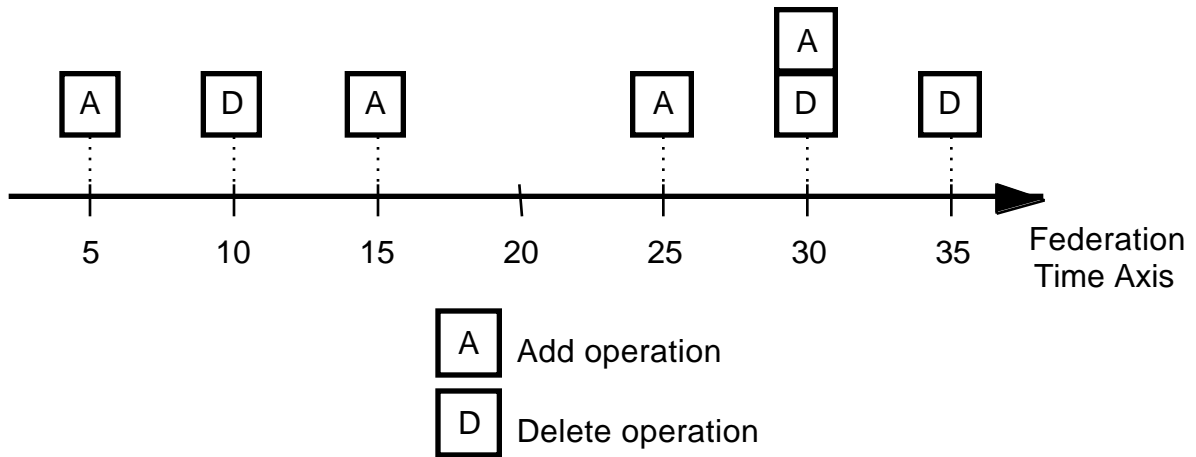 A
A D A A D D
5 10 15 20 25 30 35
Federation
Time Axis
A Add operation
D Delete operation